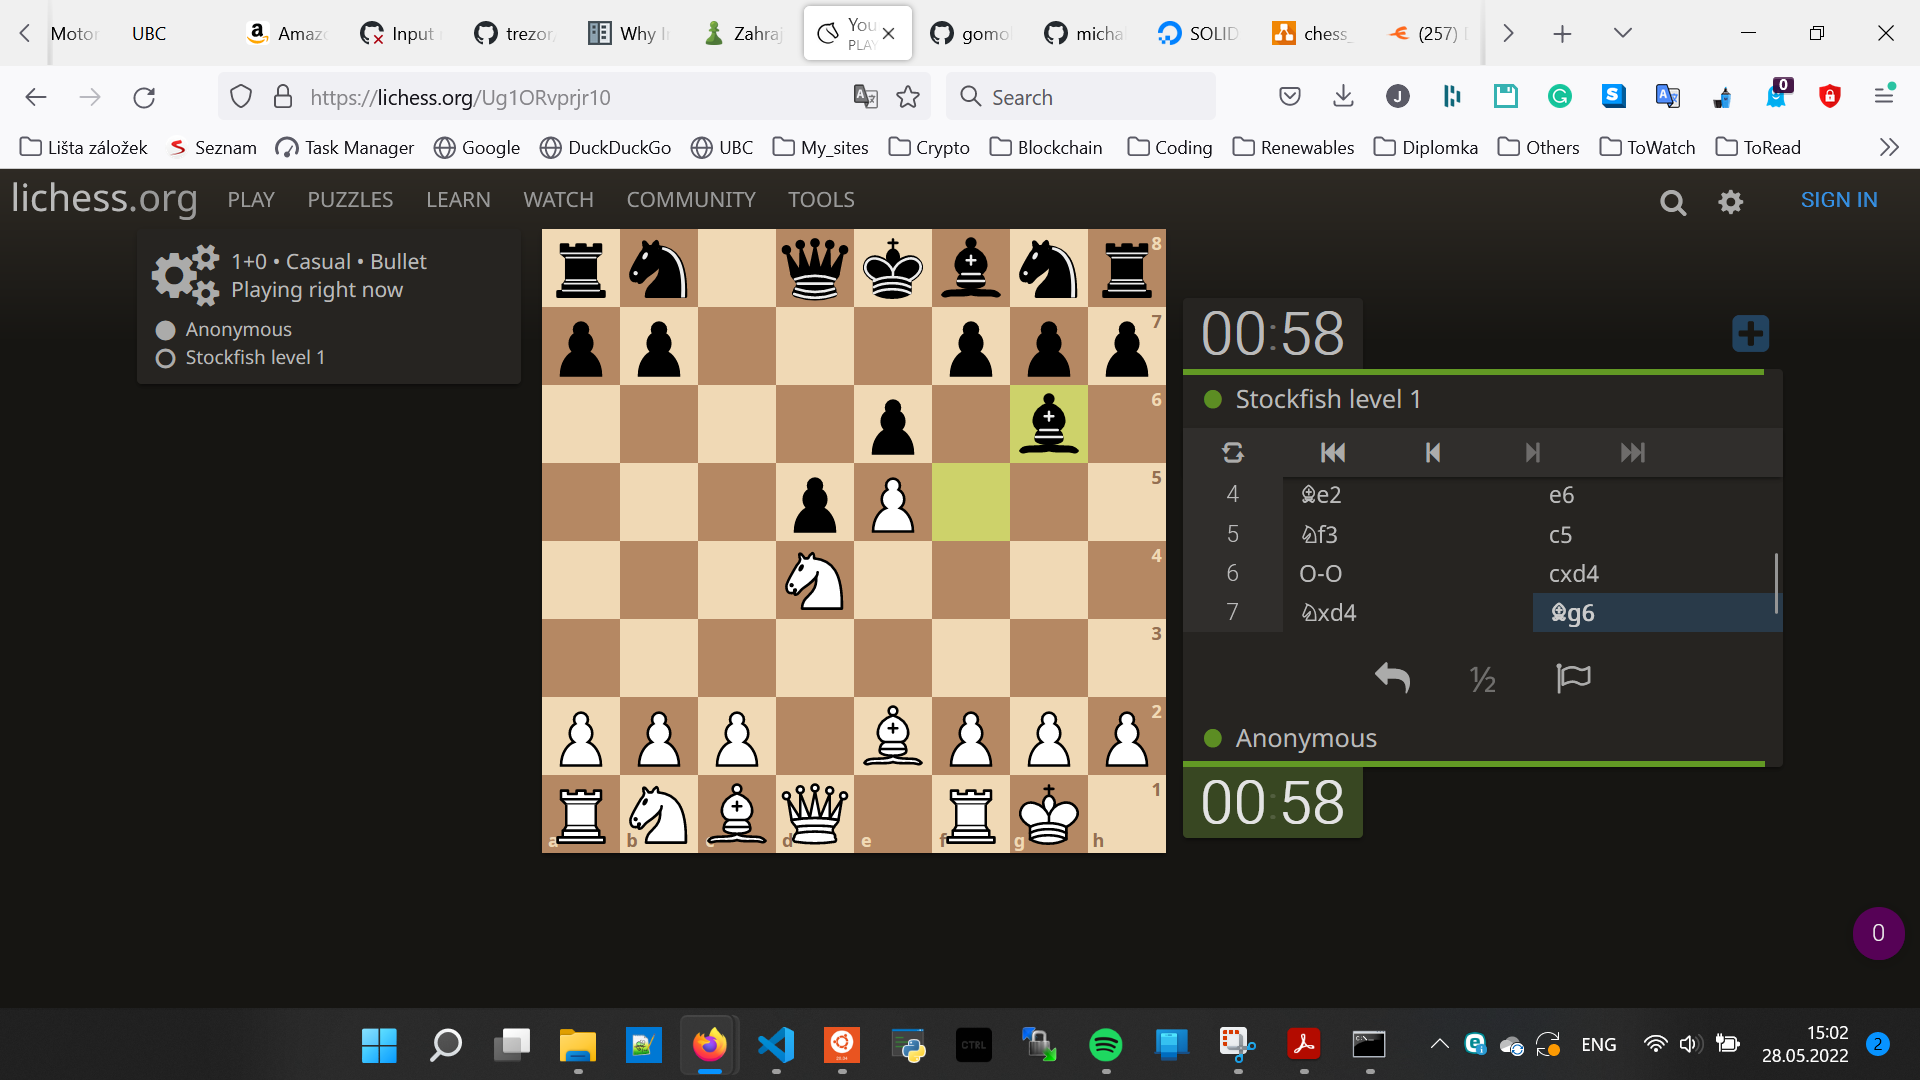 Motor
UBC
Amaz
Input
trezor
Why I
Zahraj
You
PLAY
gomo
micha
SOLID
chess_
(257)
https://lichess.org/Ug1ORvprjr10
Search
0
Lišta záložek
Seznam
Task Manager
Google
DuckDuckGo
UBC
My_sites
Crypto
Blockchain
Coding
Renewables
Diplomka
Others
ToWatch
ToRead
lichess.org
PLAY
PUZZLES
LEARN
WATCH
COMMUNITY
TOOLS
SIGN IN
1+0 • Casual • Bullet
Playing right now
Anonymous
Stockfish level 1
8
7
6
5
4
3
2
1
a
b
c
d
e
f
g
h
00:58
Stockfish level 1
4 ♗e2 e6
5 ♘f3 c5
6 O-O cxd4
7 ♘xd4 ♗g6
½
Anonymous
00:58
0
CTRL
ENG
15:02
28.05.2022
2